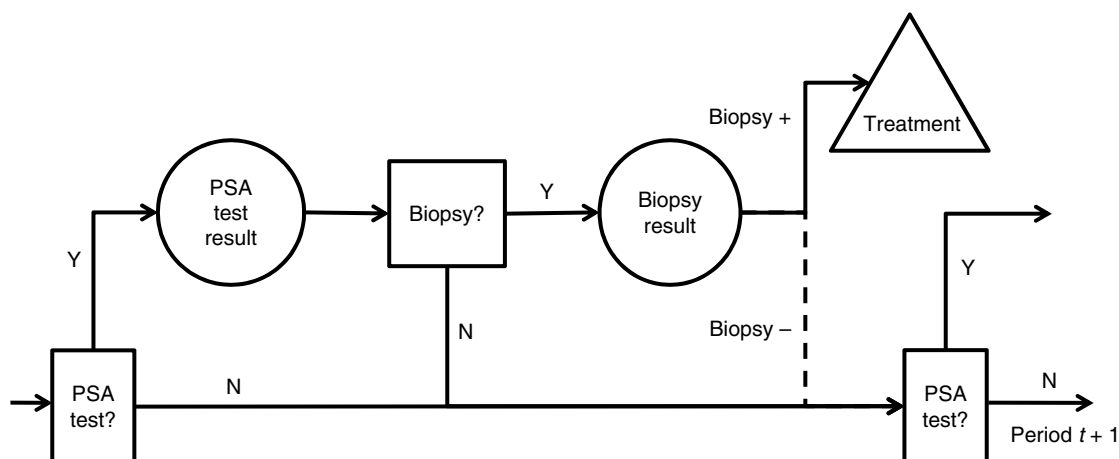 Biopsy +
Treatment
PSA
test
result
Biopsy?
Y
Biopsy
result
Y
Y
N
Biopsy –
PSA
test?
N
PSA
test?
N
Period t + 1